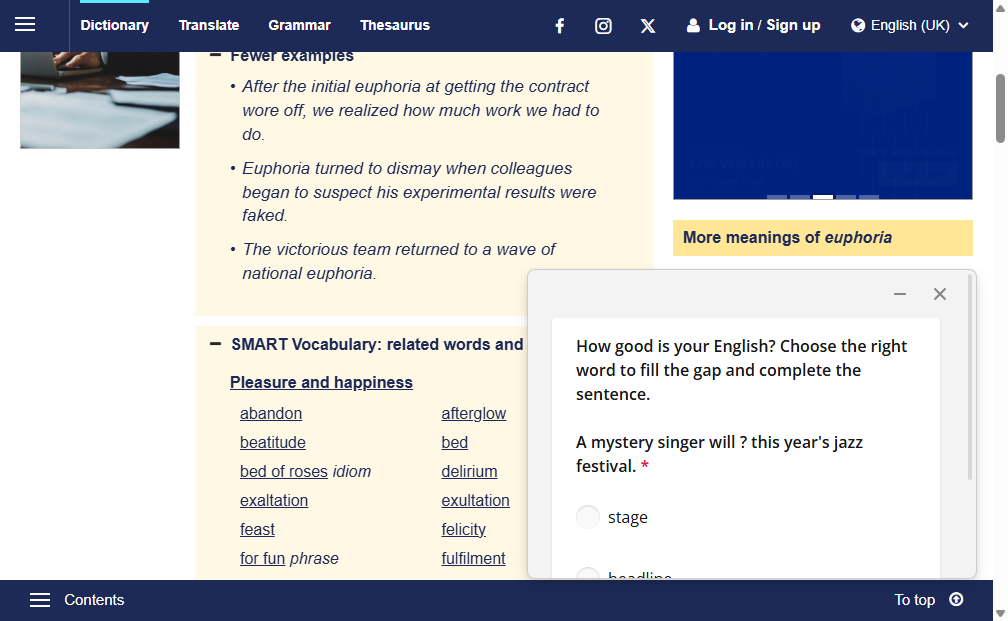 Dictionary Translate Grammar Thesaurus Log in / Sign up English (UK)
Fewer examples
• After the initial euphoria at getting the contract
wore off, we realized how much work we had to
do.
• Euphoria turned to dismay when colleagues
began to suspect his experimental results were
faked.
• The victorious team returned to a wave of
national euphoria.
More meanings of euphoria
SMART Vocabulary: related words and
Pleasure and happiness
abandon afterglow
beatitude bed
bed of roses idiom delirium
exaltation exultation
feast felicity
for fun phrase fulfilment
How good is your English? Choose the right
word to fill the gap and complete the
sentence.
A mystery singer will ? this year's jazz
festival. *
stage
headline
Contents To top